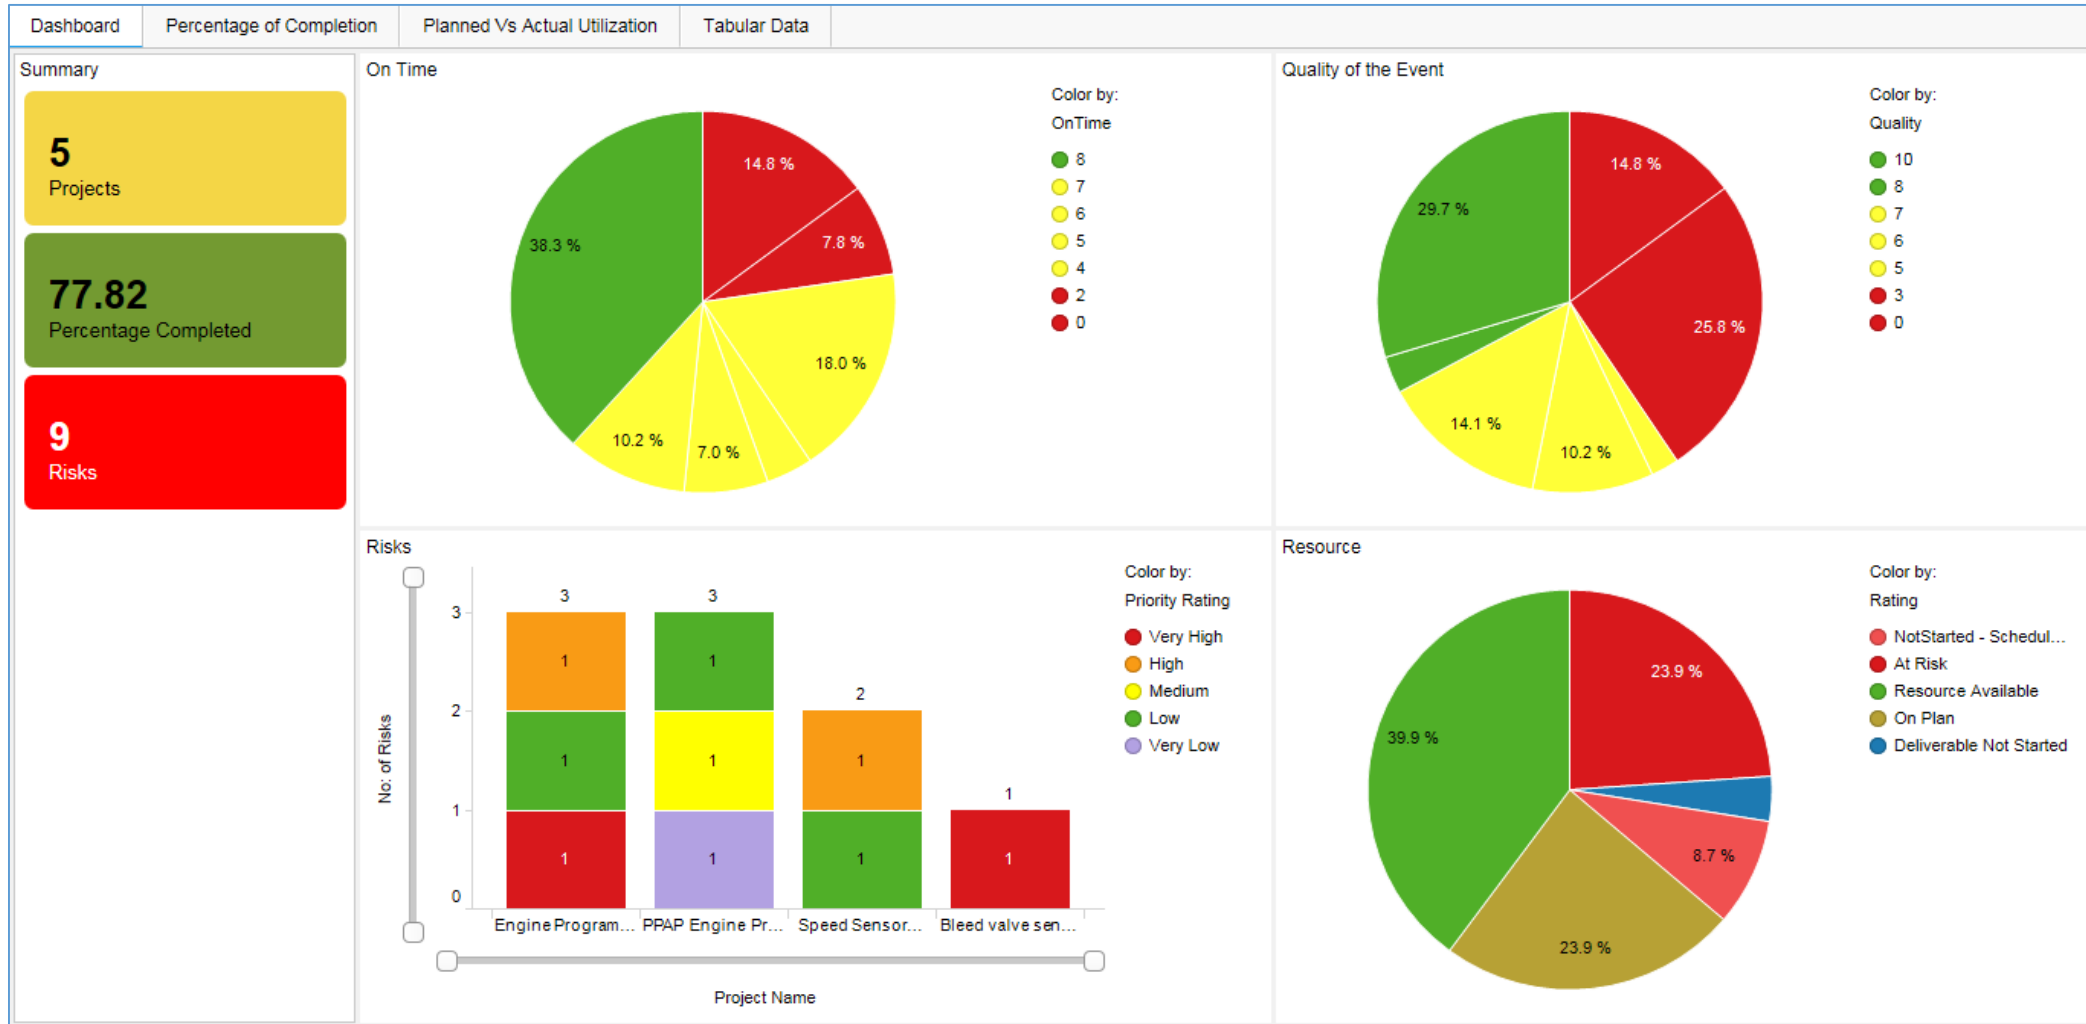 Dashboard
Percentage of Completion
Planned Vs Actual Utilization
Tabular Data
Summary
5
Projects
77.82
Percentage Completed
9
Risks
On Time
14.8 %
7.8 %
18.0 %
7.0 %
10.2 %
38.3 %
Color by:
OnTime
8
7
6
5
4
2
0
Quality of the Event
14.8 %
25.8 %
10.2 %
14.1 %
29.7 %
Color by:
Quality
10
8
7
6
5
3
0
Risks
No: of Risks
3
2
1
0
3
1
1
1
3
1
1
1
2
1
1
1
1
Engine Program...
PPAP Engine Pr...
Speed Sensor...
Bleed valve sen...
Project Name
Color by:
Priority Rating
Very High
High
Medium
Low
Very Low
Resource
23.9 %
8.7 %
23.9 %
39.9 %
Color by:
Rating
NotStarted - Schedul...
At Risk
Resource Available
On Plan
Deliverable Not Started